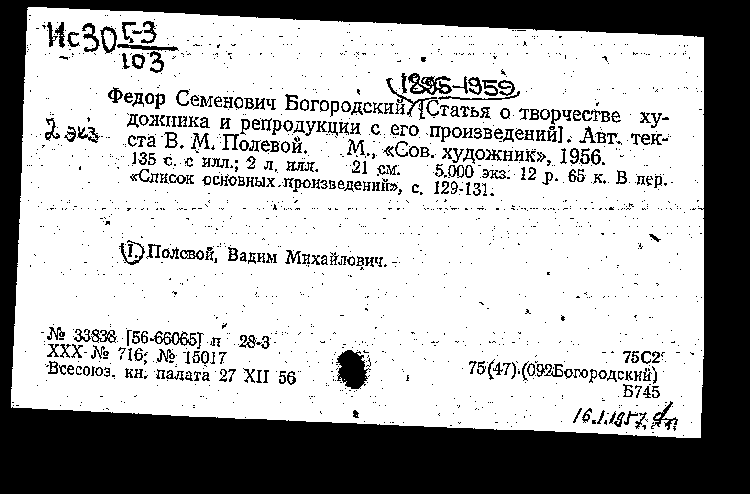 Ис30 Г-3
103
1895-1959
Федор Семенович Богородский. [Статья о творчестве ху-
2 экз дожника и репродукции с его произведений]. Авт. тек-
ста В. М. Полевой. М., «Сов. художник», 1956.
135 с. с илл.; 2 л. илл. 21 см. 5.000 экз. 12 р. 65 к. В пер.
«Список основных произведений», с. 129-131.
I. Полевой, Вадим Михайлович.
№ 33838 [56-66065] п 28-3
XXX № 716; № 15017
Всесоюз. кн. палата 27 XII 56
75С2
75(47).(092Богородский)
Б745
16.1.1957.